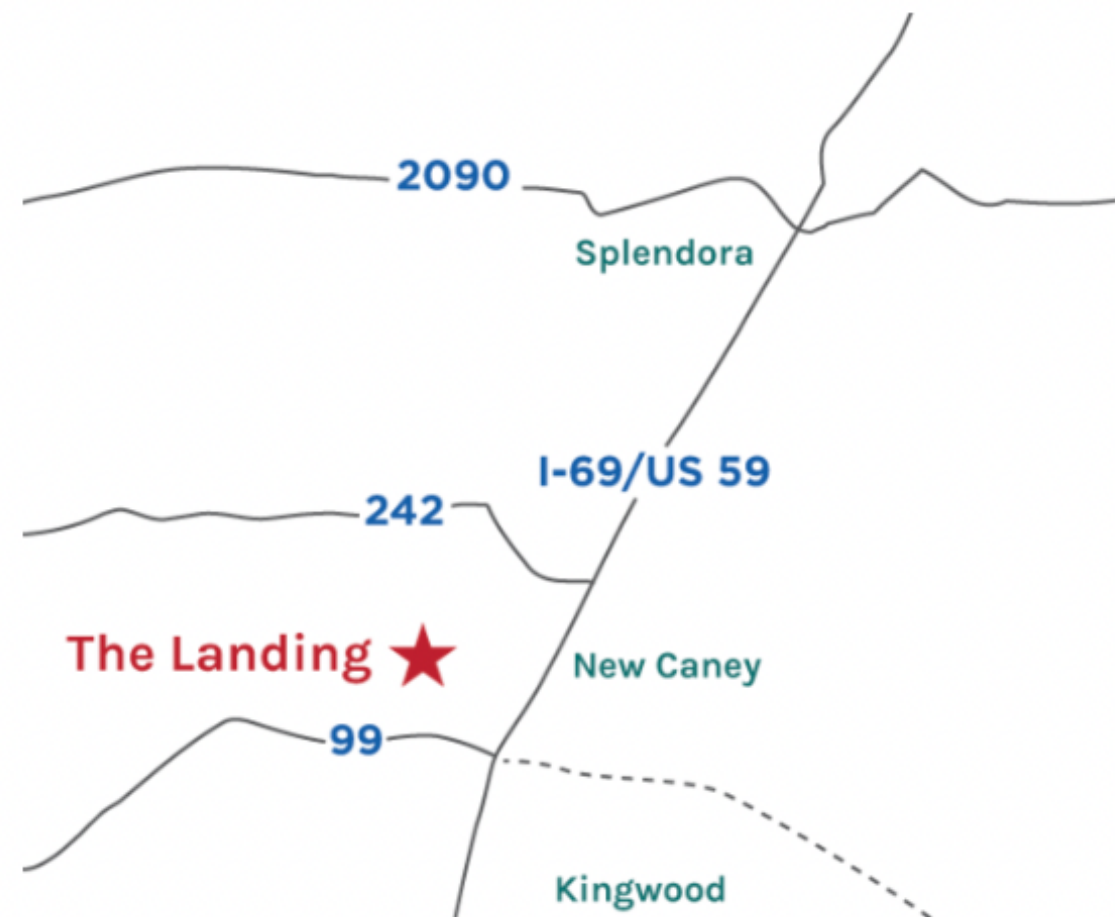 2090
Splendora
I-69/US 59
242
The Landing
New Caney
99
Kingwood